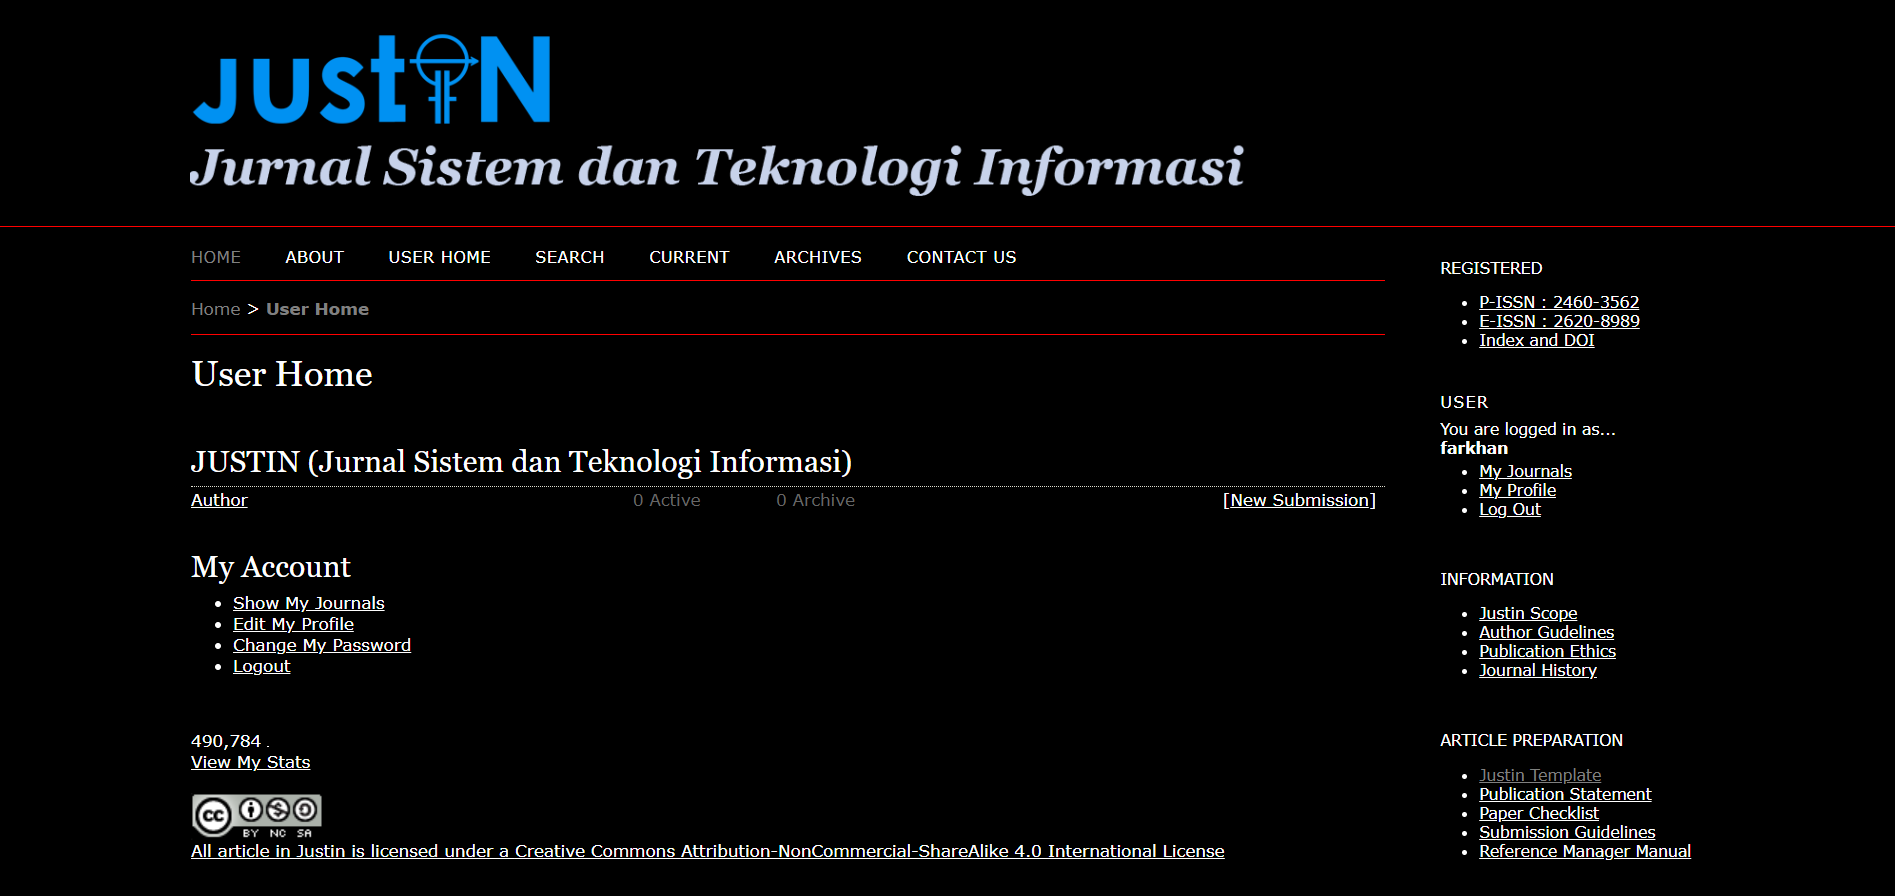 JUSTIN
Jurnal Sistem dan Teknologi Informasi
HOME ABOUT USER HOME SEARCH CURRENT ARCHIVES CONTACT US
Home > User Home
User Home
JUSTIN (Jurnal Sistem dan Teknologi Informasi)
Author 0 Active 0 Archive [New Submission]
My Account
Show My Journals
Edit My Profile
Change My Password
Logout
490,784 .
View My Stats
cc BY NC SA
All article in Justin is licensed under a Creative Commons Attribution-NonCommercial-ShareAlike 4.0 International License
REGISTERED
P-ISSN : 2460-3562
E-ISSN : 2620-8989
Index and DOI
USER
You are logged in as...
farkhan
My Journals
My Profile
Log Out
INFORMATION
Justin Scope
Author Gudelines
Publication Ethics
Journal History
ARTICLE PREPARATION
Justin Template
Publication Statement
Paper Checklist
Submission Guidelines
Reference Manager Manual